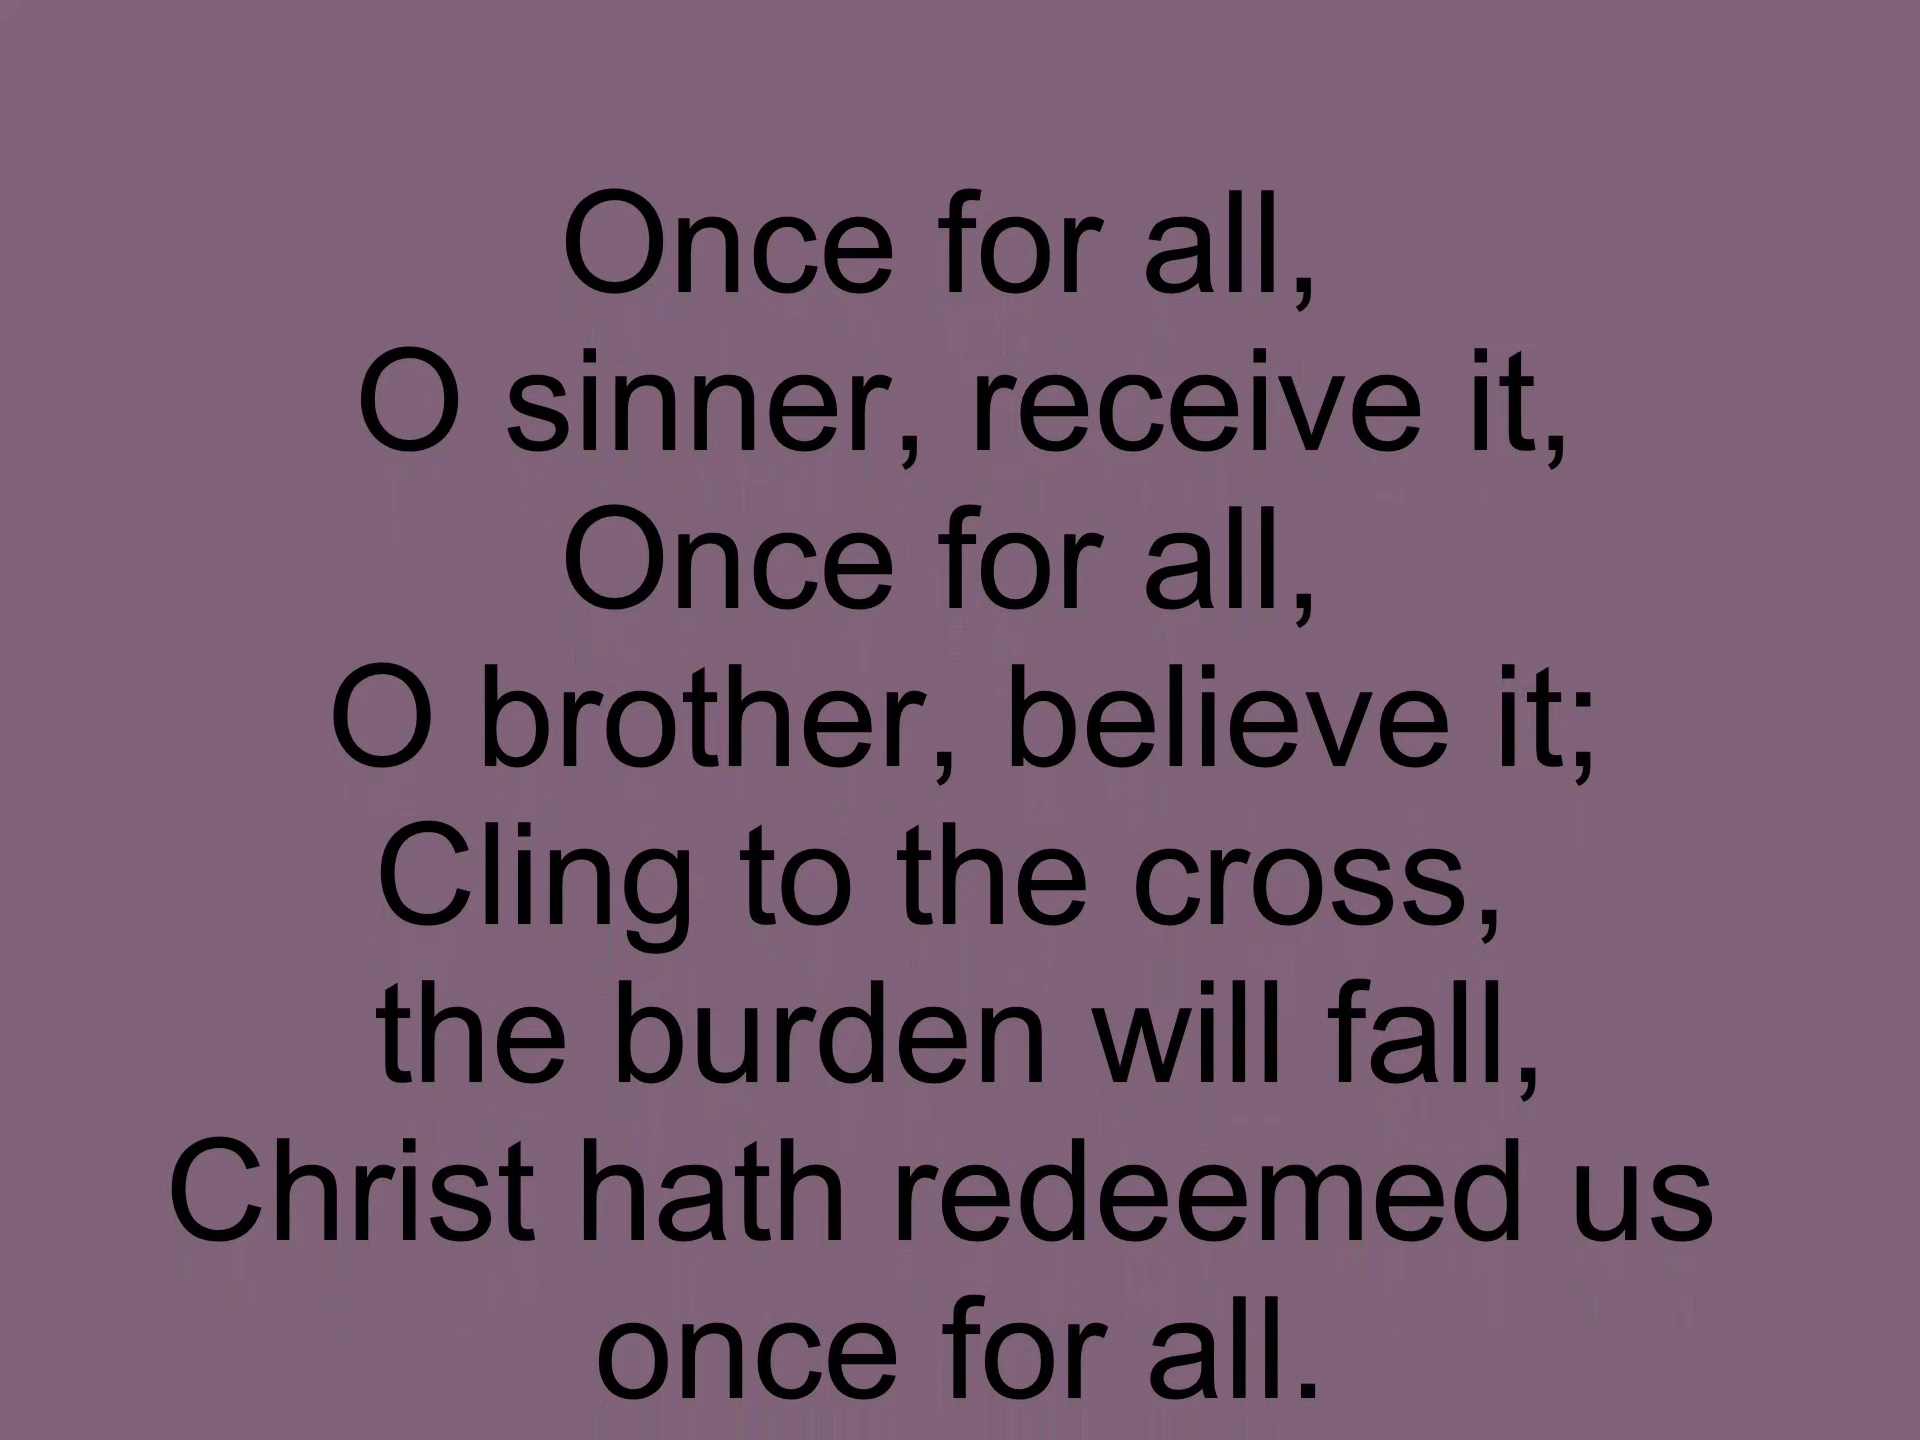 Once for all,
O sinner, receive it,
Once for all,
O brother, believe it;
Cling to the cross,
the burden will fall,
Christ hath redeemed us
once for all.